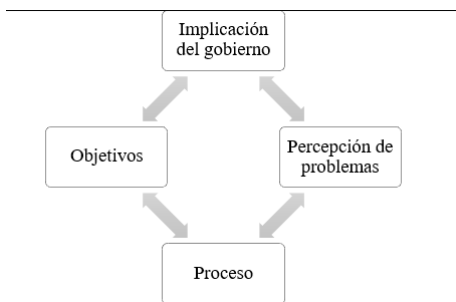 Implicación
del gobierno
Objetivos
Percepción de
problemas
Proceso